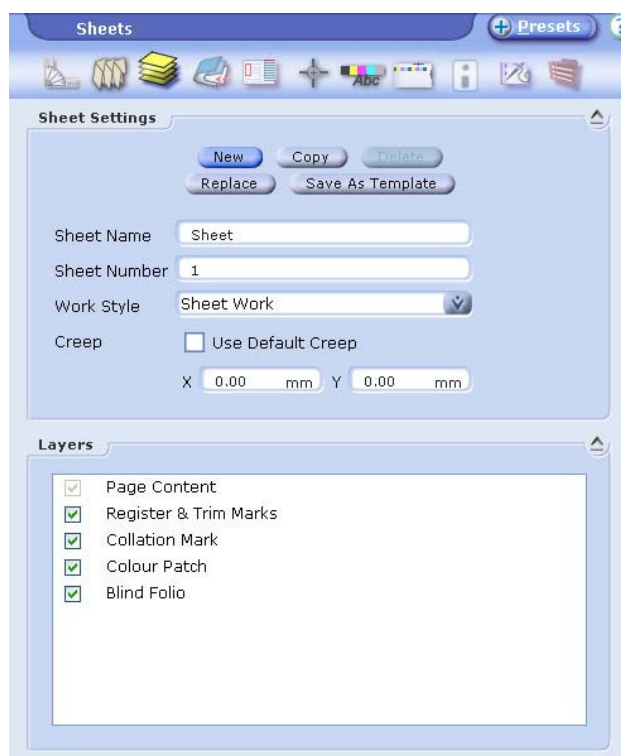 Sheets
Presets
?
Abc
Sheet Settings
New Copy Delete
Replace Save As Template
Sheet Name Sheet
Sheet Number 1
Work Style Sheet Work
Creep Use Default Creep
X 0.00 mm Y 0.00 mm
Layers
Page Content
Register & Trim Marks
Collation Mark
Colour Patch
Blind Folio